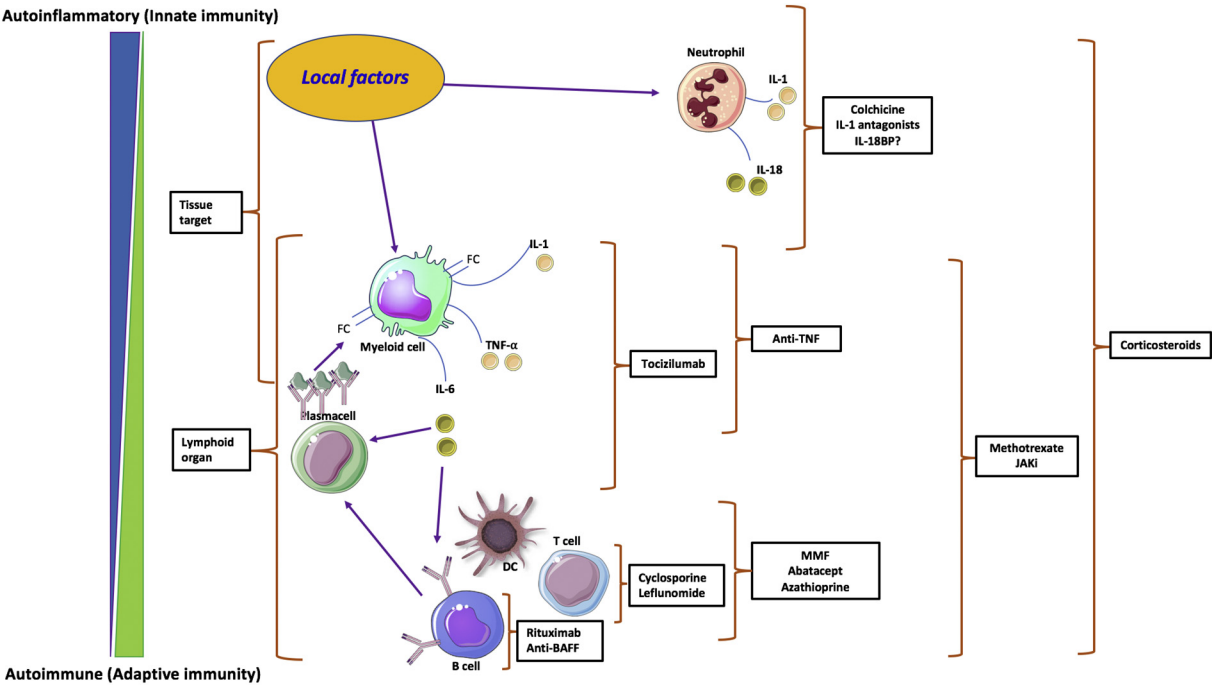 Autoinflammatory (Innate immunity)
Local factors
Neutrophil
IL-1
IL-18
Colchicine
IL-1 antagonists
IL-18BP?
Tissue
target
IL-1
FC
FC
Myeloid cell
TNF-α
IL-6
Anti-TNF
Tocizilumab
Corticosteroids
Plasmacell
Lymphoid
organ
Methotrexate
JAKi
DC
T cell
Cyclosporine
Leflunomide
MMF
Abatacept
Azathioprine
Rituximab
Anti-BAFF
B cell
Autoimmune (Adaptive immunity)